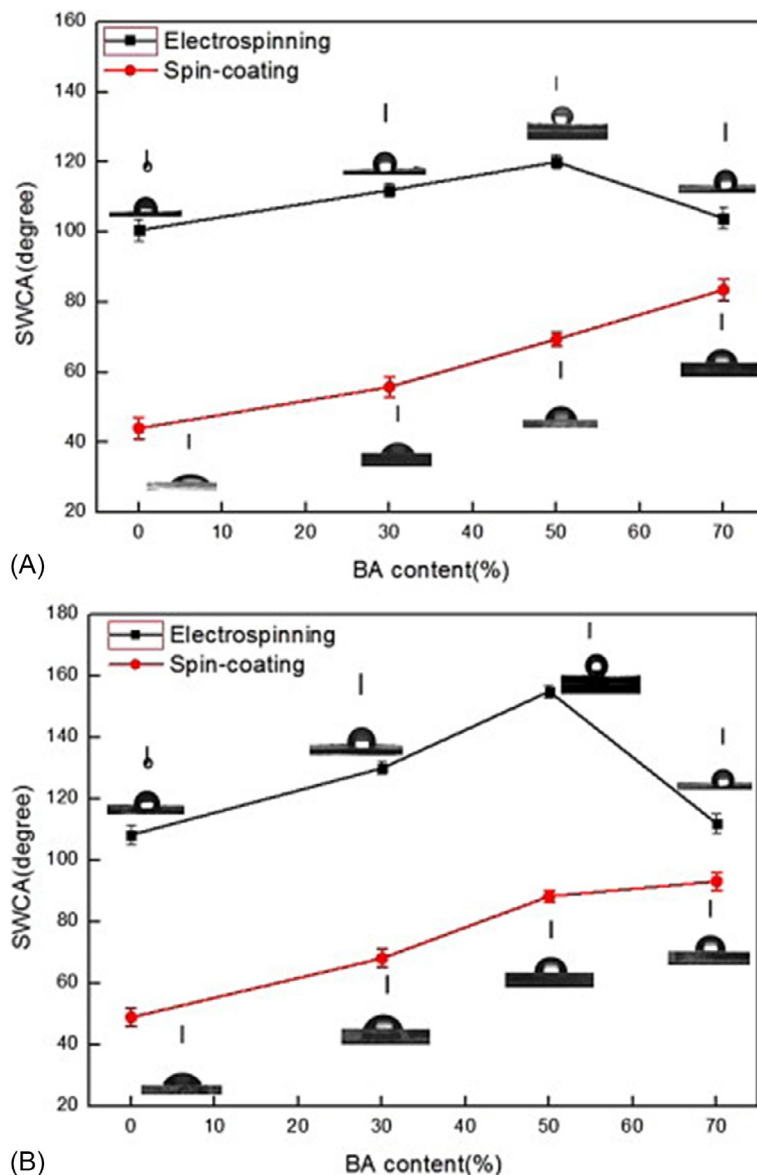 Electrospinning
Spin-coating
160
140
120
100
80
60
40
20
SWCA(degree)
0 10 30 40 50 60 70
BA content(%)
(A)
180
Electrospinning
Spin-coating
160
140
120
100
80
60
40
20
SWCA(degree)
0 10 20 30 40 50 60 70
BA content(%)
(B)